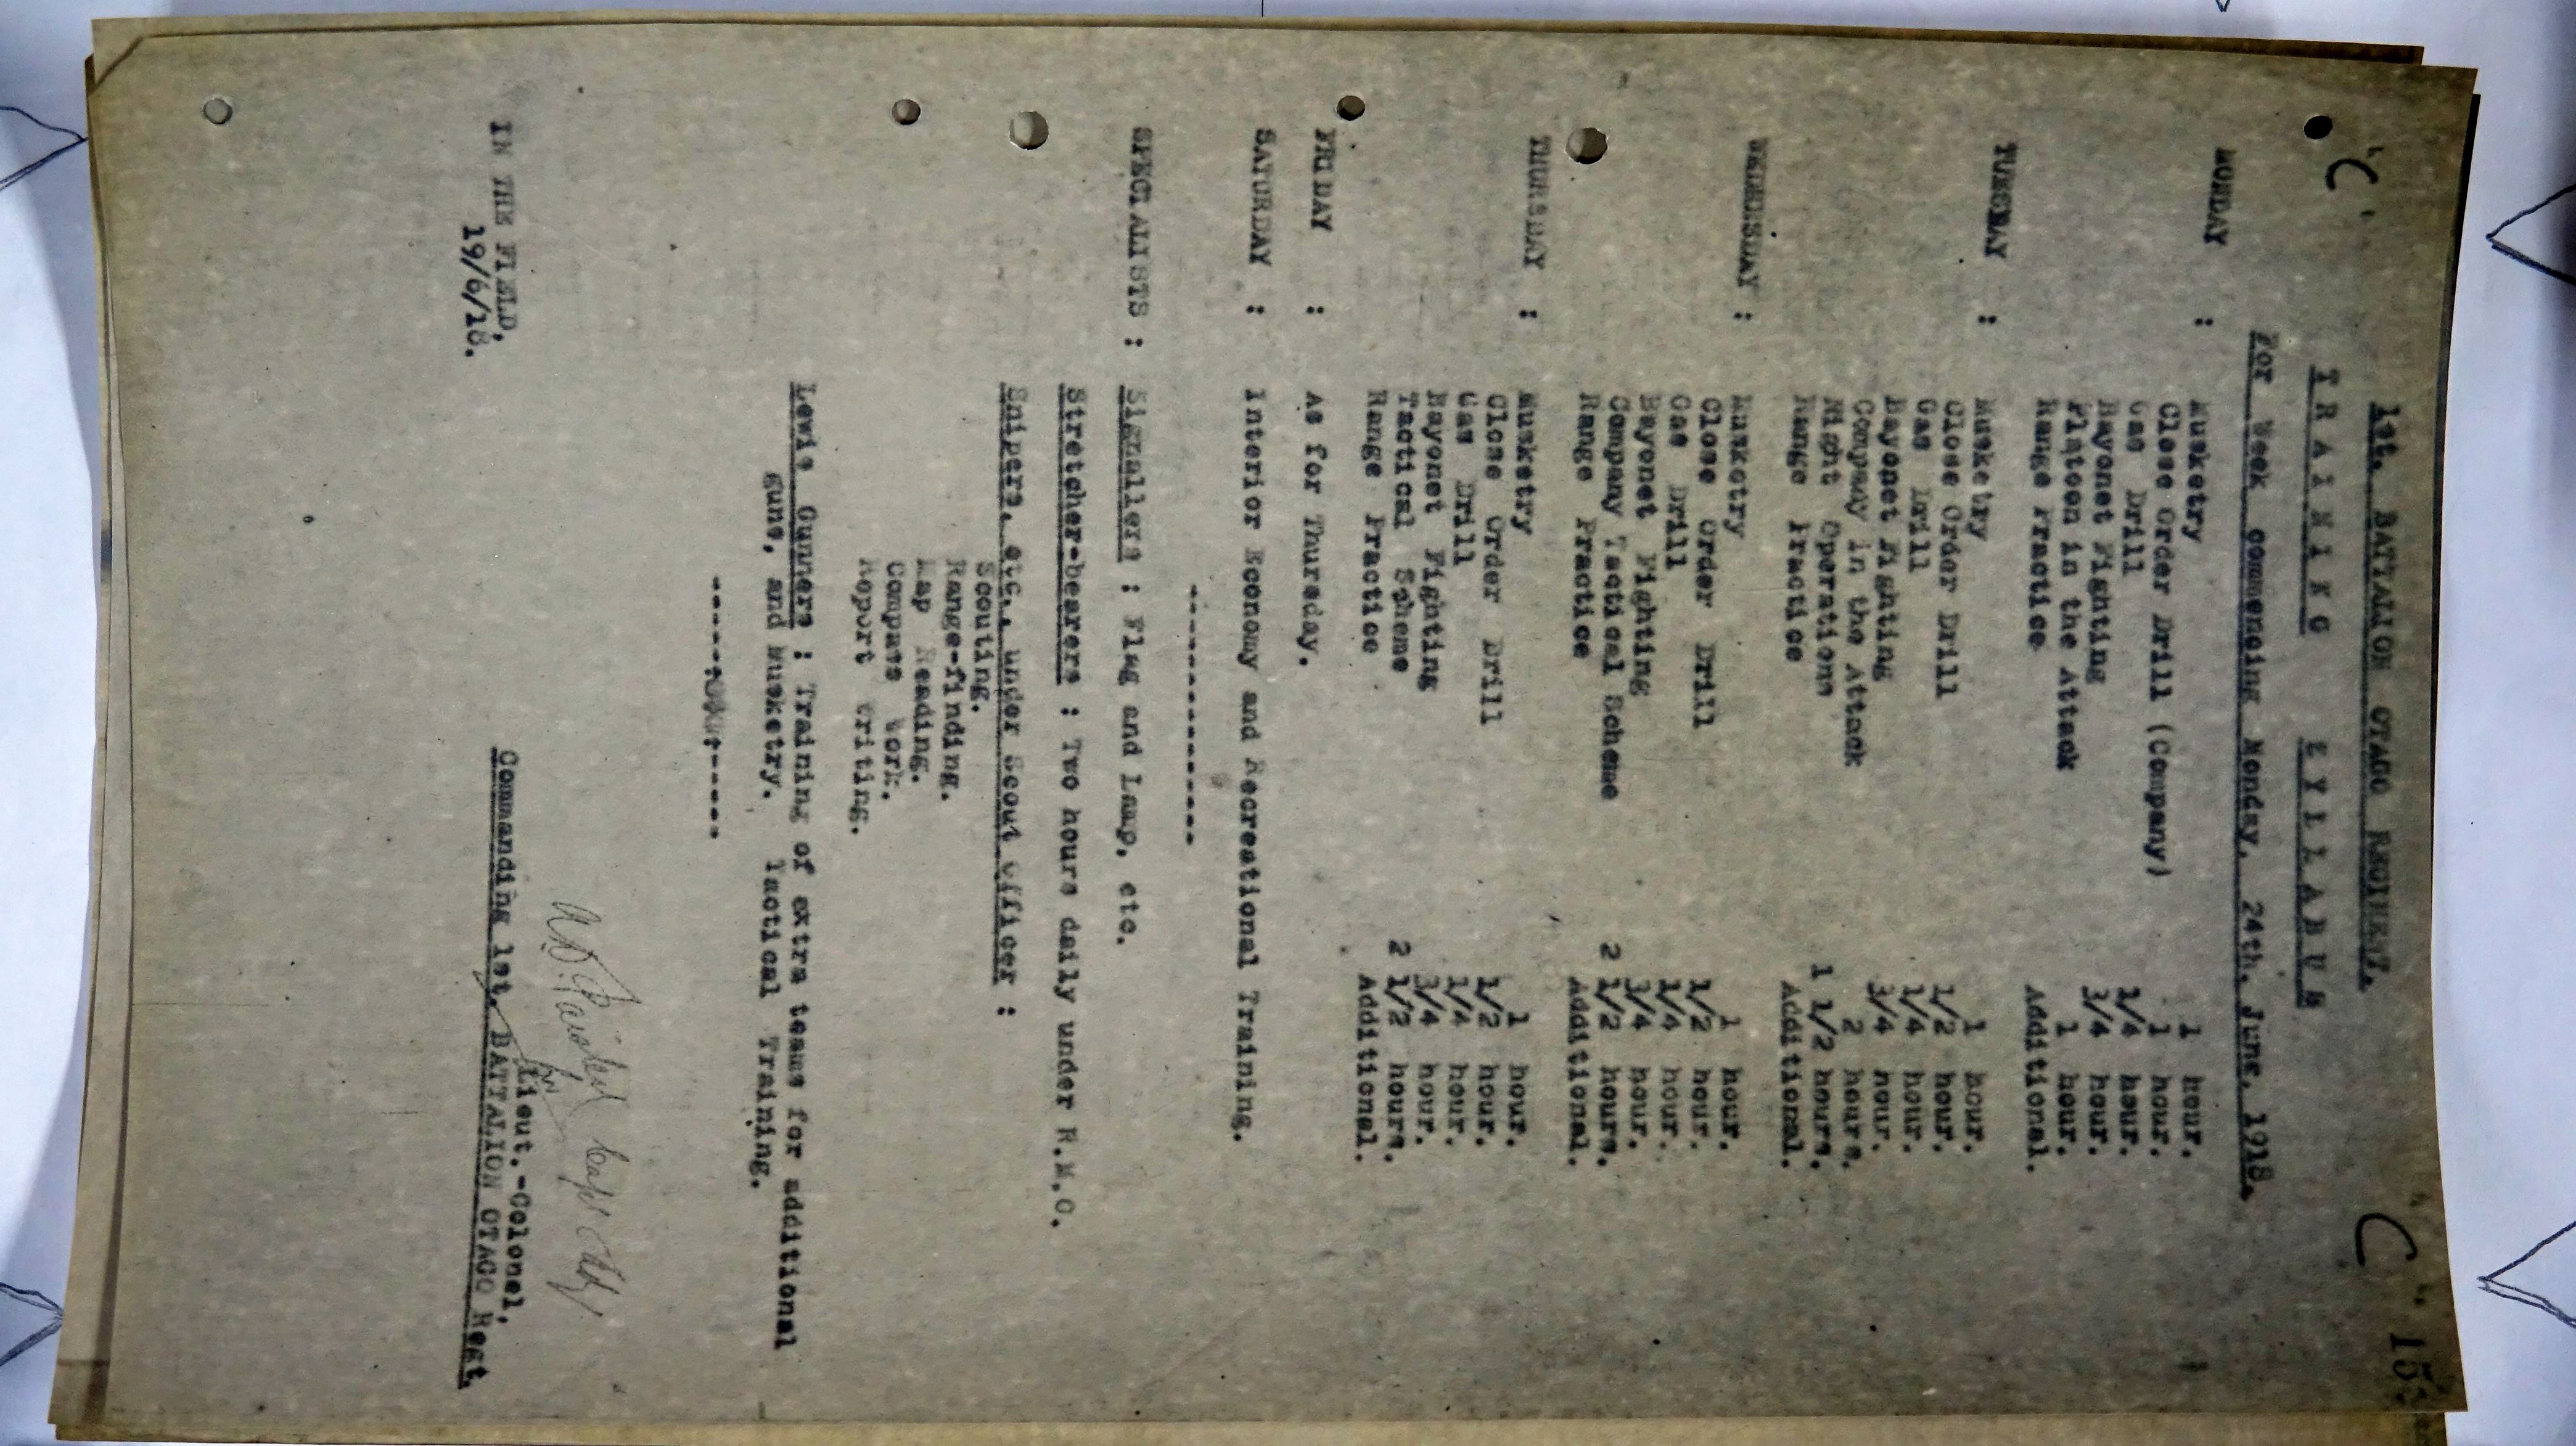 "C"
C" 15
1st. BATTALION OTAGO REGIMENT.
TRAINING SYLLABUS
For Week commencing Monday, 24th. June, 1918.
MONDAY : Musketry 1 hour.
Close Order Drill (Company) 1 hour.
Gas Drill 1/4 hour.
Bayonet Fighting 3/4 hour.
Platoon in the Attack 1 hour.
Range Practice Additional.
TUESDAY : Musketry 1 hour.
Close Order Drill 1/2 hour.
Gas Drill 1/4 hour.
Bayonet Fighting 3/4 hour.
Company in the Attack 2 hours.
Night Operations 1 1/2 hours.
Range Practice Additional.
WEDNESDAY : Musketry 1 hour.
Close Order Drill 1/2 hour.
Gas Drill 1/4 hour.
Bayonet Fighting 3/4 hour.
Company Tactical Scheme 2 1/2 hours.
Range Practice Additional.
THURSDAY : Musketry 1 hour.
Close Order Drill 1/2 hour.
Gas Drill 1/4 hour.
Bayonet Fighting 3/4 hour.
Tactical Scheme 2 1/2 hours.
Range Practice Additional.
FRIDAY : As for Thursday.
SATURDAY : Interior Economy and Recreational Training.
-------------
SPECIALISTS : Signallers : Flag and Lamp, etc.
Stretcher-bearers : Two hours daily under R.M.O.
Snipers, etc., under Scout Officer :
Scouting.
Range-finding.
Map Reading.
Compass Work.
Report Writing.
Lewis Gunners : Training of extra teams for additional
guns, and Musketry. Tactical Training.
Capt & Adj
for Lieut.-Colonel,
IN THE FIELD, Commanding 1st. BATTALION OTAGO Regt.
19/6/18.